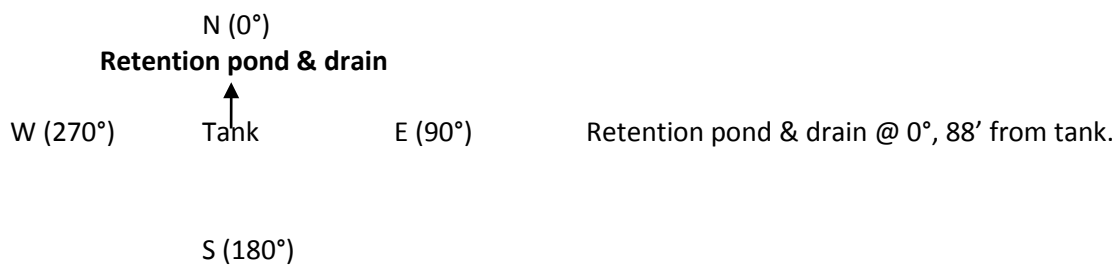 N (0°)
Retention pond & drain
W (270°) Tank E (90°) Retention pond & drain @ 0°, 88’ from tank.
S (180°)